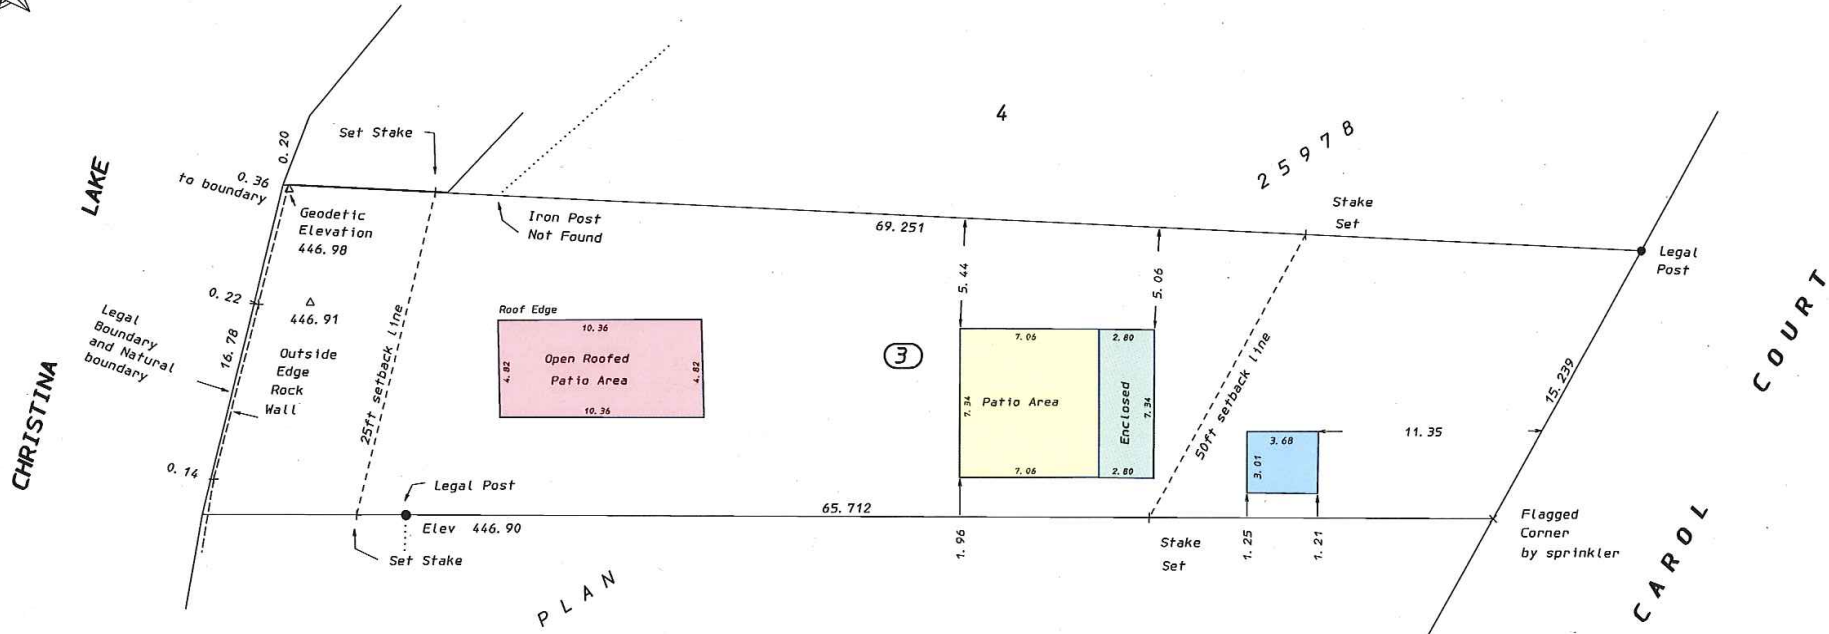 4
25978
0.20
Set Stake
0.36
to boundary
LAKE
Geodetic
Elevation
446.98
Iron Post
Not Found
69.251
Stake
Set
Legal
Post
5.44
5.06
0.22
446.91
Legal
Boundary
and Natural
boundary
16.78
Outside
Edge
Rock
Wall
25ft setback line
Roof Edge
10.36
4.82
Open Roofed
Patio Area
4.82
10.36
3
7.06
2.80
7.34
Patio Area
Enclosed
7.34
7.06
2.80
50ft setback line
3.68
3.01
11.35
15.239
COURT
CHRISTINA
0.14
Legal Post
Elev 446.90
Set Stake
65.712
1.96
Stake
Set
1.25
1.21
Flagged
Corner
by sprinkler
CAROL
PLAN